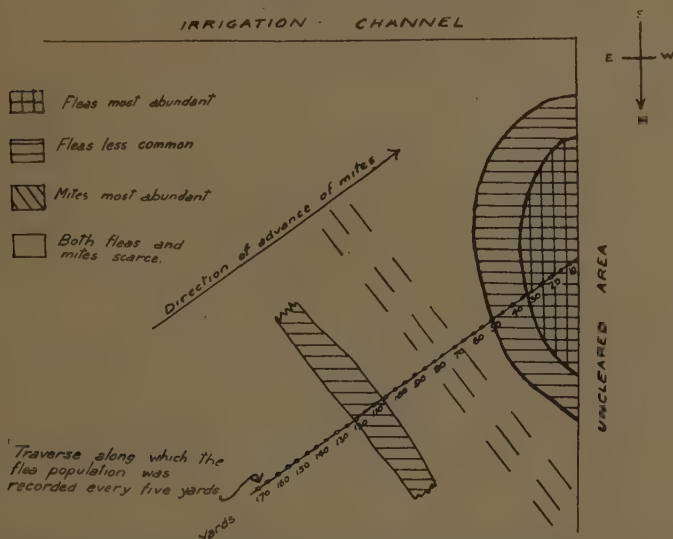 IRRIGATION CHANNEL
S
E W
Fleas most abundant
Fleas less common
Mites most abundant
Both fleas and
mites scarce.
Direction of advance of mites
UNCLEARED AREA
10
20
30
40
50
60
70
80
90
100
110
120
130
140
150
160
170
Traverse along which the
flea population was
recorded every five yards
yards